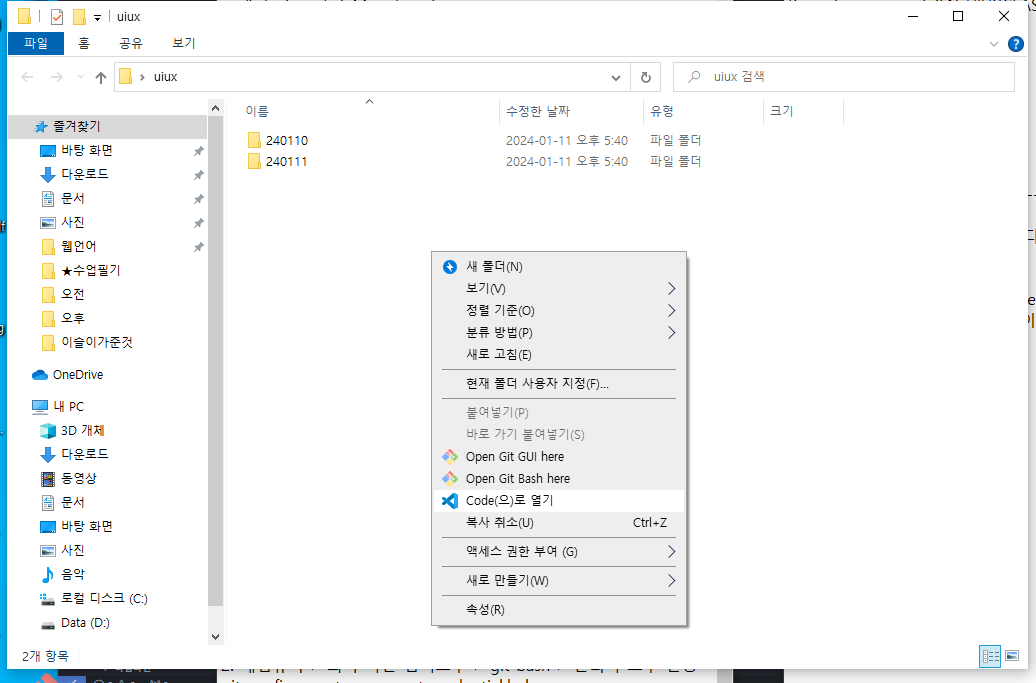 uiux
파일 홈 공유 보기
uiux
uiux 검색
이름 수정한 날짜 유형 크기
240110 2024-01-11 오후 5:40 파일 폴더
240111 2024-01-11 오후 5:40 파일 폴더
즐겨찾기
바탕 화면
다운로드
문서
사진
웹언어
★수업필기
오전
오후
이슬이가준것
OneDrive
내 PC
3D 개체
다운로드
동영상
문서
바탕 화면
사진
음악
로컬 디스크 (C:)
Data (D:)
새 폴더(N)
보기(V)
정렬 기준(O)
분류 방법(P)
새로 고침(E)
현재 폴더 사용자 지정(F)...
붙여넣기(P)
바로 가기 붙여넣기(S)
Open Git GUI here
Open Git Bash here
Code(으)로 열기
복사 취소(U) Ctrl+Z
액세스 권한 부여 (G)
새로 만들기(W)
속성(R)
2개 항목